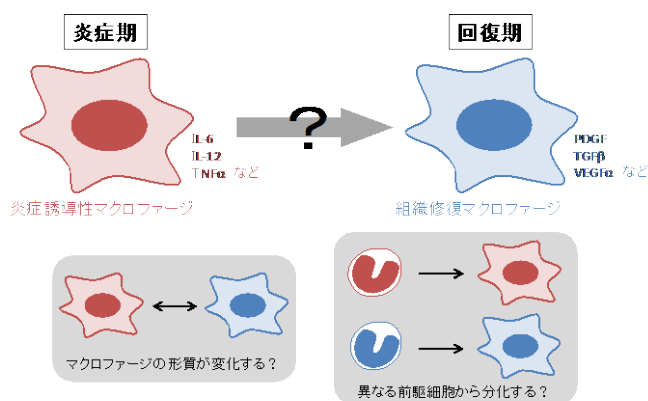 炎症期
回復期
IL-6
IL-12
TNFα など
炎症誘導性マクロファージ
?
PDGF
TGFβ
VEGFα など
組織修復マクロファージ
マクロファージの形質が変化する?
異なる前駆細胞から分化する?